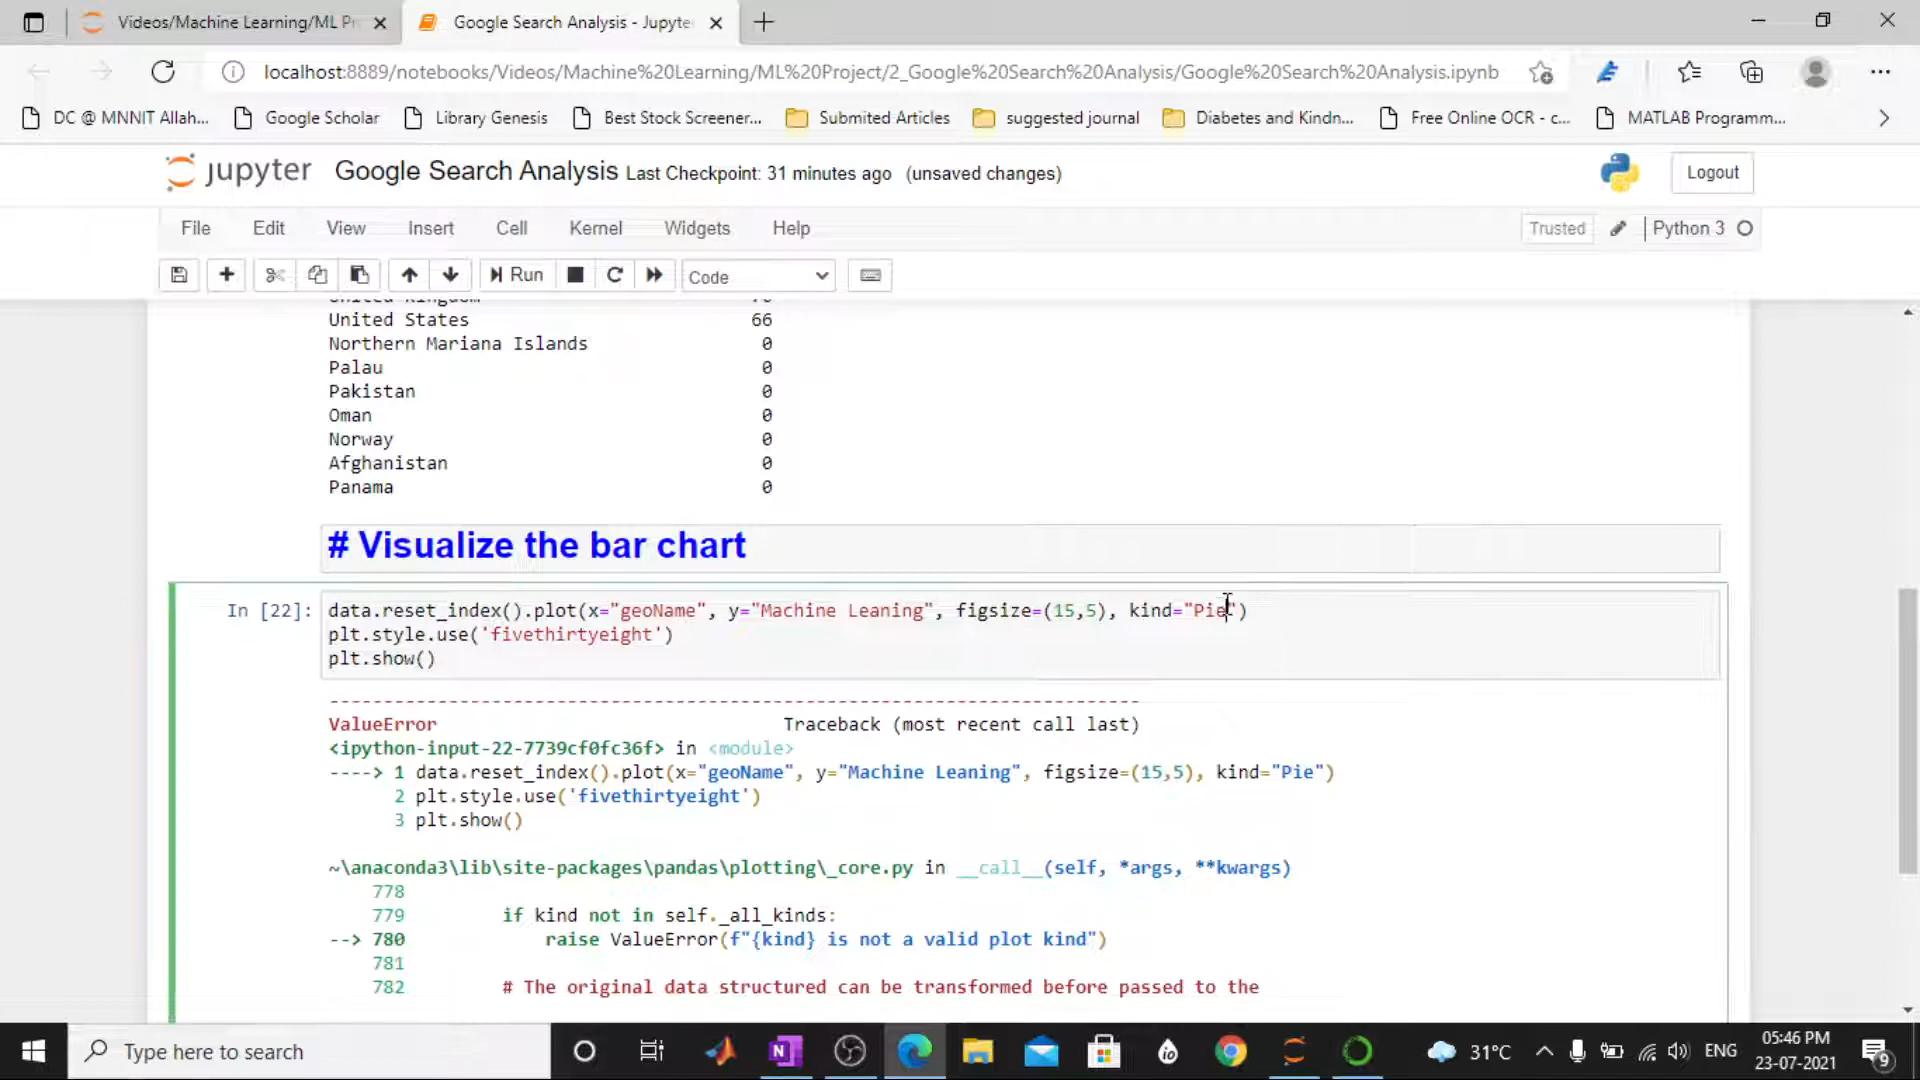 Videos/Machine Learning/ML Pr
Google Search Analysis - Jupyte
localhost:8889/notebooks/Videos/Machine%20Learning/ML%20Project/2_Google%20Search%20Analysis/Google%20Search%20Analysis.ipynb
DC @ MNNIT Allah... Google Scholar Library Genesis Best Stock Screener... Submited Articles suggested journal Diabetes and Kindn... Free Online OCR - c... MATLAB Programm...
jupyter Google Search Analysis Last Checkpoint: 31 minutes ago (unsaved changes) Logout
File Edit View Insert Cell Kernel Widgets Help Trusted Python 3
Run Code
United States 66
Northern Mariana Islands 0
Palau 0
Pakistan 0
Oman 0
Norway 0
Afghanistan 0
Panama 0
# Visualize the bar chart
In [22]: data.reset_index().plot(x="geoName", y="Machine Leaning", figsize=(15,5), kind="Pie")
plt.style.use('fivethirtyeight')
plt.show()
---------------------------------------------------------------------------
ValueError Traceback (most recent call last)
<ipython-input-22-7739cf0fc36f> in <module>
----> 1 data.reset_index().plot(x="geoName", y="Machine Leaning", figsize=(15,5), kind="Pie")
2 plt.style.use('fivethirtyeight')
3 plt.show()
~\anaconda3\lib\site-packages\pandas\plotting\_core.py in __call__(self, *args, **kwargs)
778
779 if kind not in self._all_kinds:
--> 780 raise ValueError(f"{kind} is not a valid plot kind")
781
782 # The original data structured can be transformed before passed to the
Type here to search
31°C ENG 05:46 PM
23-07-2021
9